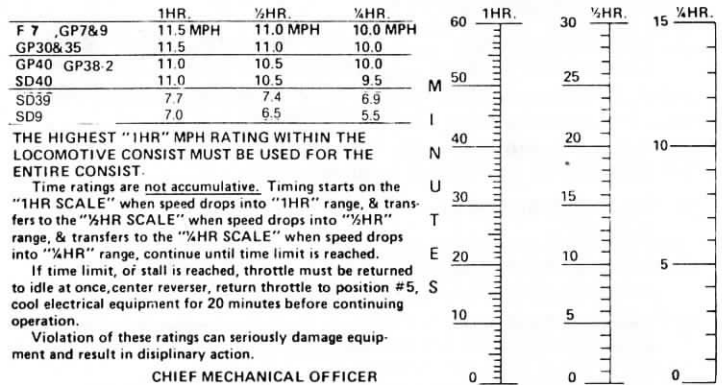 1HR. ½HR. ¼HR.
F 7 ,GP7&9 11.5 MPH 11.0 MPH 10.0 MPH
GP30&35 11.5 11.0 10.0
GP40 GP38-2 11.0 10.5 10.0
SD40 11.0 10.5 9.5
SD39 7.7 7.4 6.9
SD9 7.0 6.5 5.5
THE HIGHEST "1HR" MPH RATING WITHIN THE
LOCOMOTIVE CONSIST MUST BE USED FOR THE
ENTIRE CONSIST.
Time ratings are not accumulative. Timing starts on the
"1HR SCALE" when speed drops into "1HR" range, & trans-
fers to the "½HR SCALE" when speed drops into "½HR"
range, & transfers to the "¼HR SCALE" when speed drops
into "¼HR" range, continue until time limit is reached.
If time limit, or stall is reached, throttle must be returned
to idle at once,center reverser, return throttle to position #5,
cool electrical equipment for 20 minutes before continuing
operation.
Violation of these ratings can seriously damage equip-
ment and result in disiplinary action.
CHIEF MECHANICAL OFFICER
MINUTES
1HR. ½HR. ¼HR.
60 30 15
50 25
40 20 10
30 15
20 10 5
10 5
0 0 0